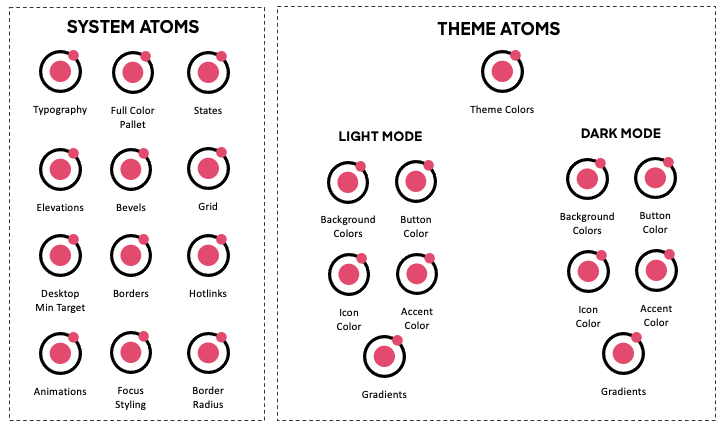 SYSTEM ATOMS
Typography
Full Color
Pallet
States
Elevations
Bevels
Grid
Desktop
Min Target
Borders
Hotlinks
Animations
Focus
Styling
Border
Radius
THEME ATOMS
Theme Colors
LIGHT MODE
Background
Colors
Button
Color
Icon
Color
Accent
Color
Gradients
DARK MODE
Background
Colors
Button
Color
Icon
Color
Accent
Color
Gradients